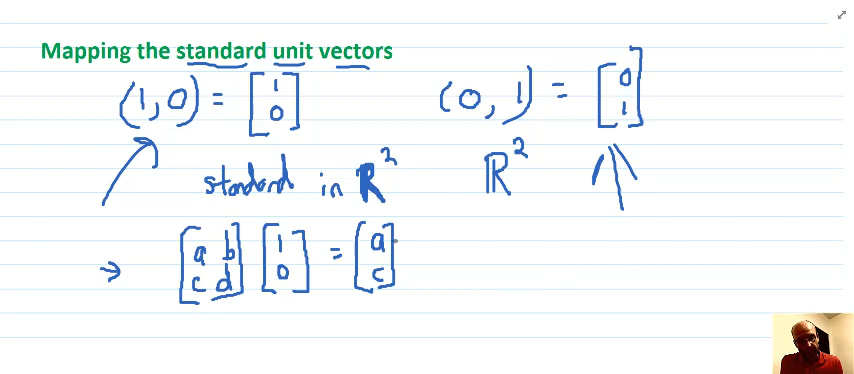 Mapping the standard unit vectors
(1, 0) = [1 0] (0, 1) = [0 1]
standard in ℝ² ℝ²
→ [a b c d] [1 0] = [a c]